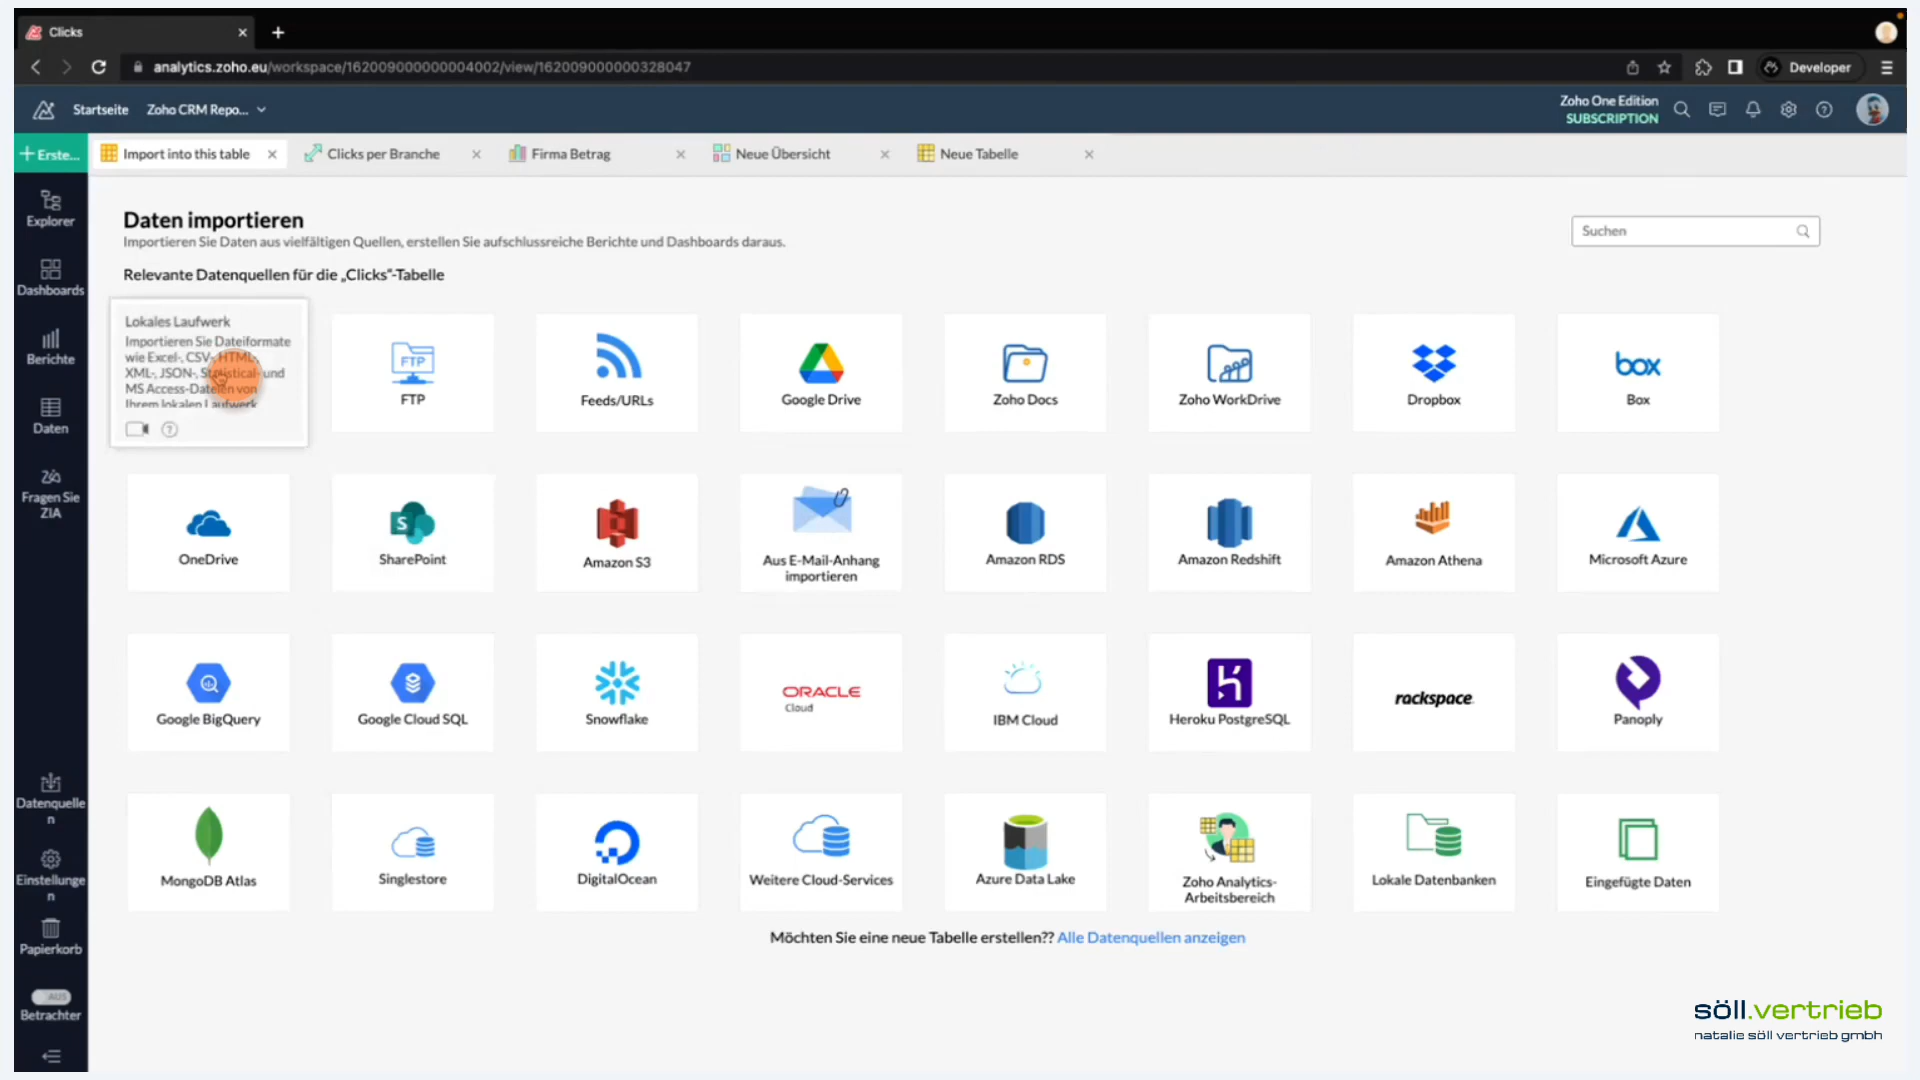 Clicks
analytics.zoho.eu/workspace/162009000000004002/view/162009000000328047
Developer
Startseite
Zoho CRM Repo...
Zoho One Edition
SUBSCRIPTION
+ Erste...
Import into this table
Clicks per Branche
Firma Betrag
Neue Übersicht
Neue Tabelle
Explorer
Dashboards
Berichte
Daten
Fragen Sie
ZIA
Datenquelle
n
Einstellunge
n
Papierkorb
AUS
Betrachter
Daten importieren
Importieren Sie Daten aus vielfältigen Quellen, erstellen Sie aufschlussreiche Berichte und Dashboards daraus.
Suchen
Relevante Datenquellen für die „Clicks"-Tabelle
Lokales Laufwerk
Importieren Sie Dateiformate
wie Excel-, CSV-, HTML-,
XML-, JSON-, Statistical- und
MS Access-Dateien von
Ihrem lokalen Laufwerk
FTP
FTP
Feeds/URLs
Google Drive
Zoho Docs
Zoho WorkDrive
Dropbox
box
Box
OneDrive
S
SharePoint
Amazon S3
Aus E-Mail-Anhang
importieren
Amazon RDS
Amazon Redshift
Amazon Athena
Microsoft Azure
Google BigQuery
Google Cloud SQL
Snowflake
ORACLE
Cloud
IBM Cloud
Heroku PostgreSQL
rackspace
Panoply
MongoDB Atlas
Singlestore
DigitalOcean
Weitere Cloud-Services
Azure Data Lake
Zoho Analytics-
Arbeitsbereich
Lokale Datenbanken
Eingefügte Daten
Möchten Sie eine neue Tabelle erstellen?? Alle Datenquellen anzeigen
söll.vertrieb
natalie söll vertrieb gmbh